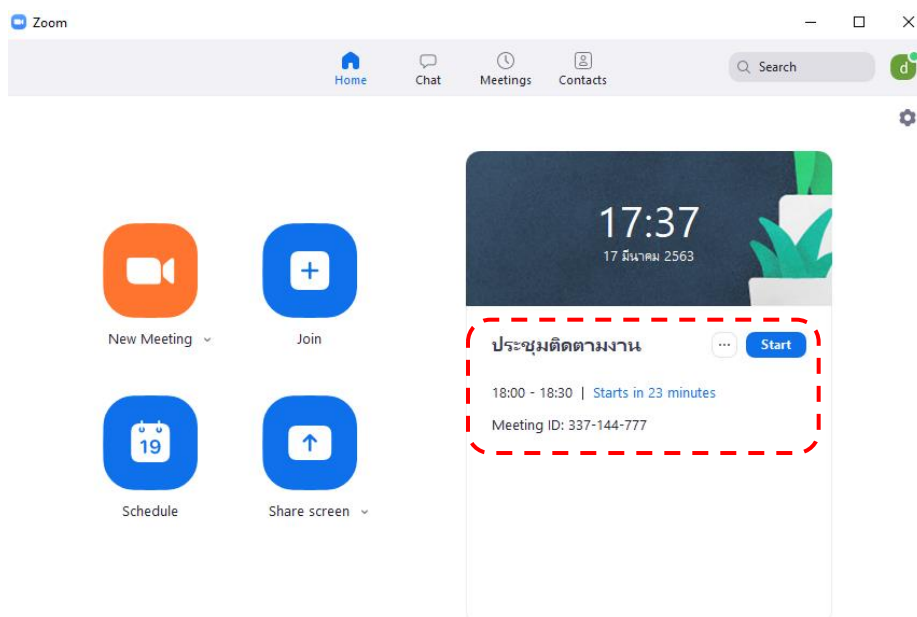 Zoom
Home Chat Meetings Contacts
Search
d
17:37
17 มีนาคม 2563
New Meeting
Join
ประชุมติดตามงาน
... Start
18:00 - 18:30 | Starts in 23 minutes
Meeting ID: 337-144-777
19
Schedule
Share screen